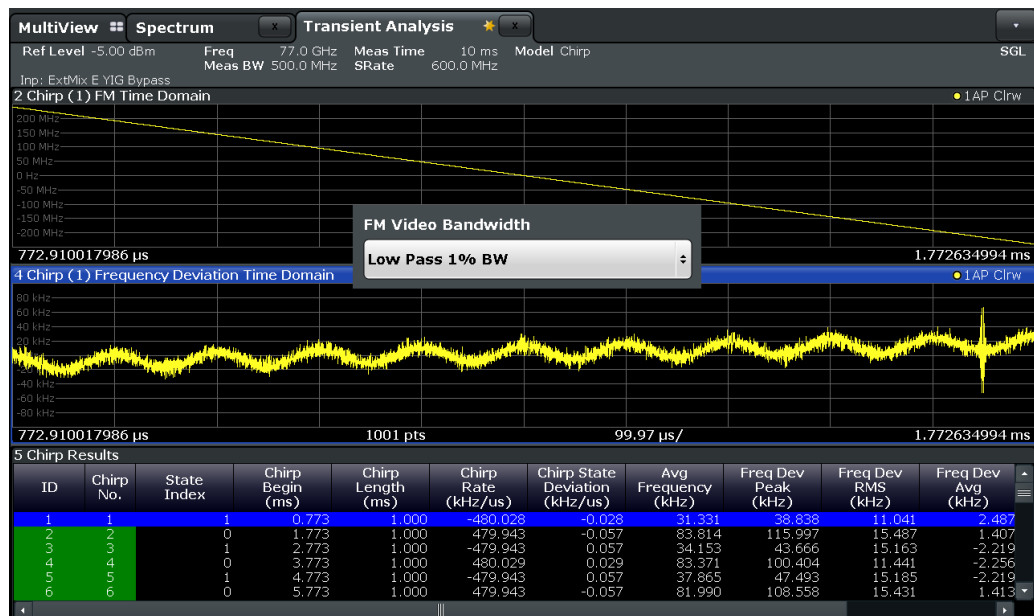 MultiView Spectrum x Transient Analysis x
Ref Level -5.00 dBm Freq 77.0 GHz Meas Time 10 ms Model Chirp SGL
Meas BW 500.0 MHz SRate 600.0 MHz
Inp: ExtMix E YIG Bypass
2 Chirp (1) FM Time Domain 1AP Clrw
200 MHz
150 MHz
100 MHz
50 MHz
0 Hz
-50 MHz
-100 MHz
-150 MHz
-200 MHz
FM Video Bandwidth
Low Pass 1% BW
772.910017986 µs 1.772634994 ms
4 Chirp (1) Frequency Deviation Time Domain 1AP Clrw
80 kHz
60 kHz
40 kHz
20 kHz
-20 kHz
-40 kHz
-60 kHz
-80 kHz
772.910017986 µs 1001 pts 99.97 µs/ 1.772634994 ms
5 Chirp Results
ID Chirp No. State Index Chirp Begin (ms) Chirp Length (ms) Chirp Rate (kHz/us) Chirp State Deviation (kHz/us) Avg Frequency (kHz) Freq Dev Peak (kHz) Freq Dev RMS (kHz) Freq Dev Avg (kHz)
1 1 1 0.773 1.000 -480.028 -0.028 31.331 38.838 11.041 2.487
2 2 0 1.773 1.000 479.943 -0.057 83.814 115.997 15.487 1.407
3 3 1 2.773 1.000 -479.943 0.057 34.153 43.666 15.163 -2.219
4 4 0 3.773 1.000 480.029 0.029 83.371 100.404 11.441 -2.256
5 5 1 4.773 1.000 -479.943 0.057 37.865 47.493 15.185 -2.219
6 6 0 5.773 1.000 479.943 -0.057 81.990 108.558 15.431 1.413